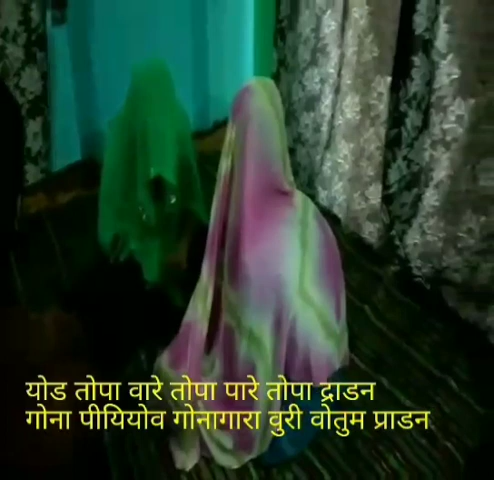 योड तोपा वारे तोपा पारे तोपा द्राडन
गोना पीयियोव गोनागारा वुरी वोतुम प्राडन